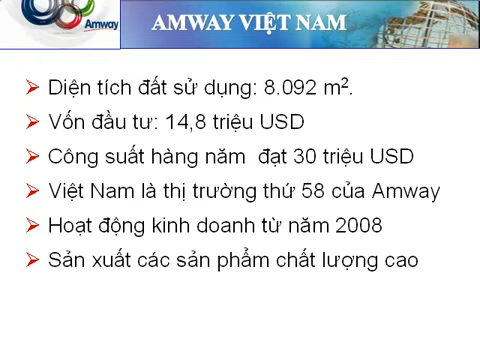 Amway
AMWAY VIỆT NAM
Diện tích đất sử dụng: 8.092 m².
Vốn đầu tư: 14,8 triệu USD
Công suất hàng năm đạt 30 triệu USD
Việt Nam là thị trường thứ 58 của Amway
Hoạt động kinh doanh từ năm 2008
Sản xuất các sản phẩm chất lượng cao